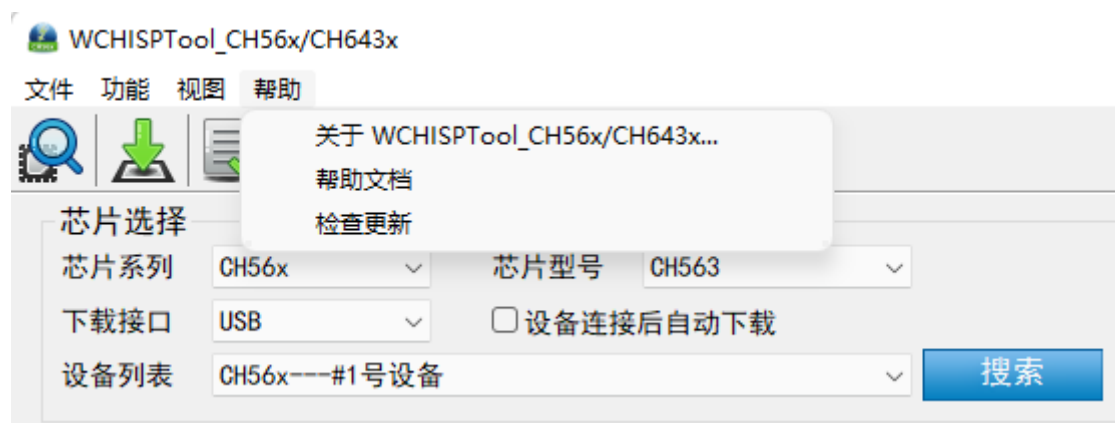 WCHISPTool_CH56x/CH643x
文件 功能 视图 帮助
关于 WCHISPTool_CH56x/CH643x...
帮助文档
检查更新
芯片选择
芯片系列 CH56x 芯片型号 CH563
下载接口 USB 设备连接后自动下载
设备列表 CH56x---#1号设备 搜索